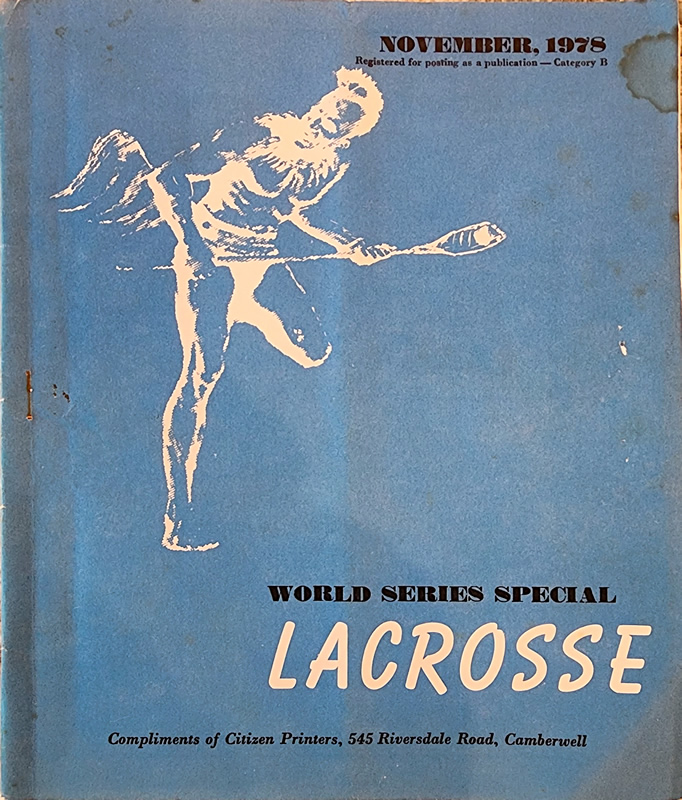 NOVEMBER, 1978
Registered for posting as a publication — Category B
WORLD SERIES SPECIAL
LACROSSE
Compliments of Citizen Printers, 545 Riversdale Road, Camberwell